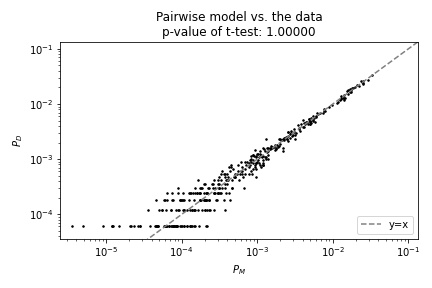 Pairwise model vs. the data
p-value of t-test: 1.00000
10⁻¹
10⁻²
10⁻³
10⁻⁴
P_D
y=x
10⁻⁵
10⁻⁴
10⁻³
10⁻²
10⁻¹
P_M